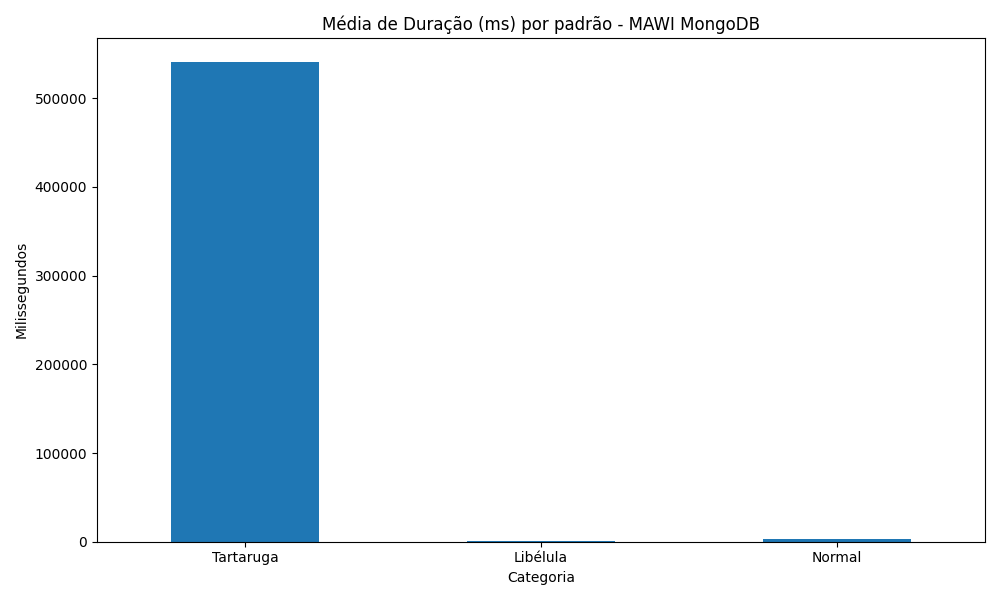 Média de Duração (ms) por padrão - MAWI MongoDB
Milissegundos
500000
400000
300000
200000
100000
0
Tartaruga
Libélula
Normal
Categoria